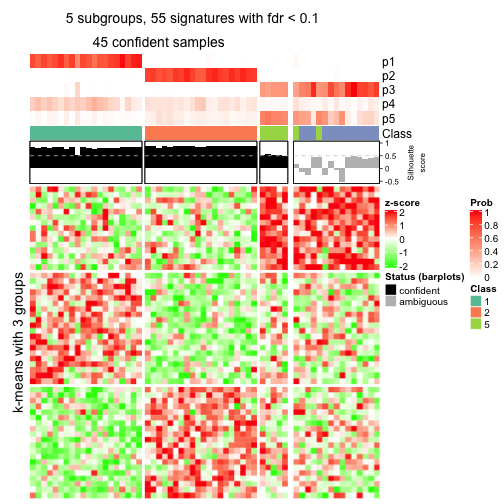 5 subgroups, 55 signatures with fdr < 0.1
45 confident samples
p1
p2
p3
p4
p5
Class
1
0.5
0
-0.5
Silhouette
score
k-means with 3 groups
z-score
2
1
0
-1
-2
Status (barplots)
confident
ambiguous
Prob
1
0.8
0.6
0.4
0.2
0
Class
1
2
5